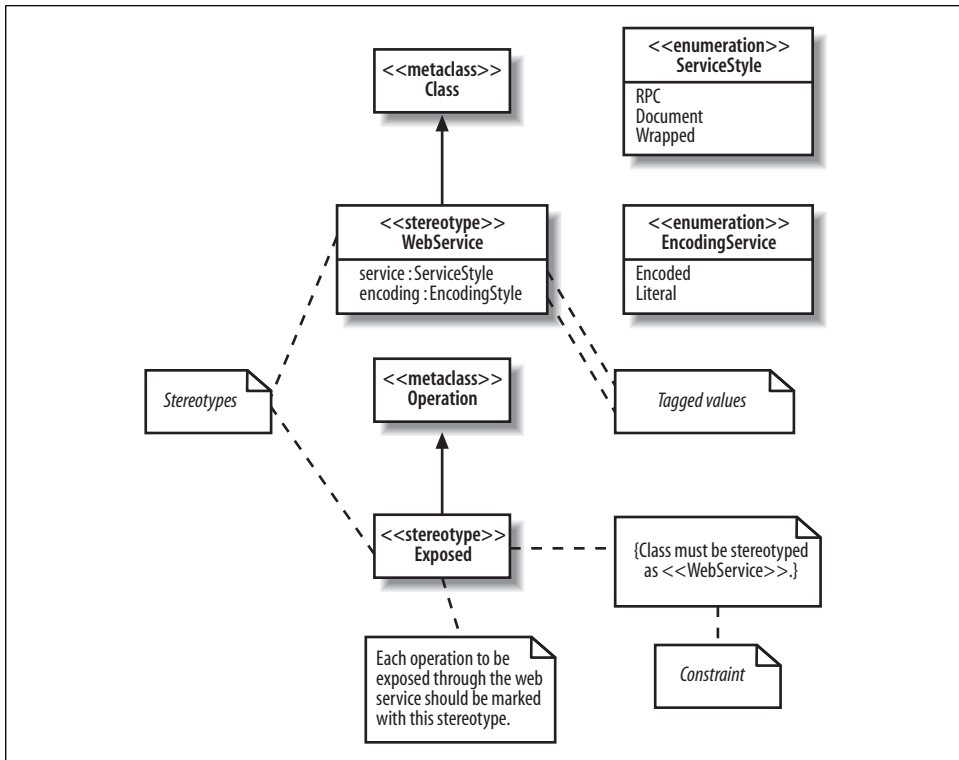 <<metaclass>>
Class
<<enumeration>>
ServiceStyle
RPC
Document
Wrapped
<<stereotype>>
WebService
service : ServiceStyle
encoding : EncodingStyle
<<enumeration>>
EncodingService
Encoded
Literal
Stereotypes
<<metaclass>>
Operation
Tagged values
<<stereotype>>
Exposed
{Class must be stereotyped
as <<WebService>>.}
Each operation to be
exposed through the web
service should be marked
with this stereotype.
Constraint